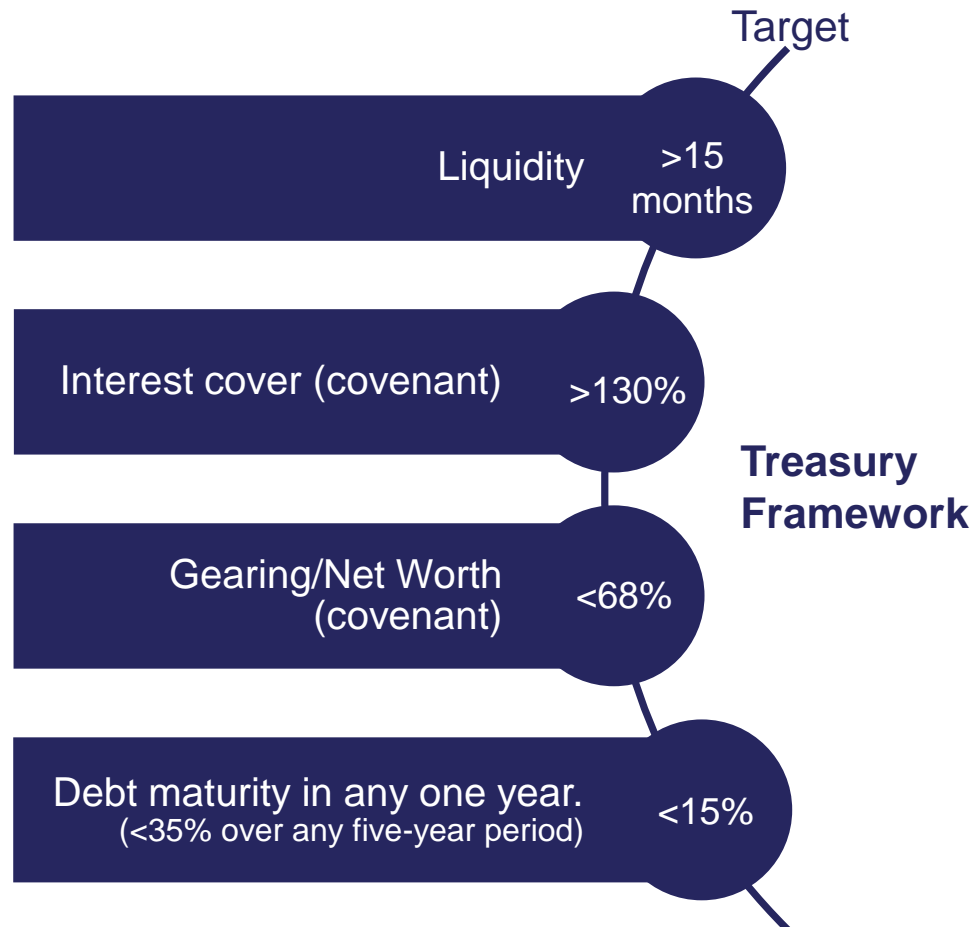 Target
Liquidity
>15
months
Interest cover (covenant)
>130%
Treasury
Framework
Gearing/Net Worth
(covenant)
<68%
Debt maturity in any one year.
(<35% over any five-year period)
<15%